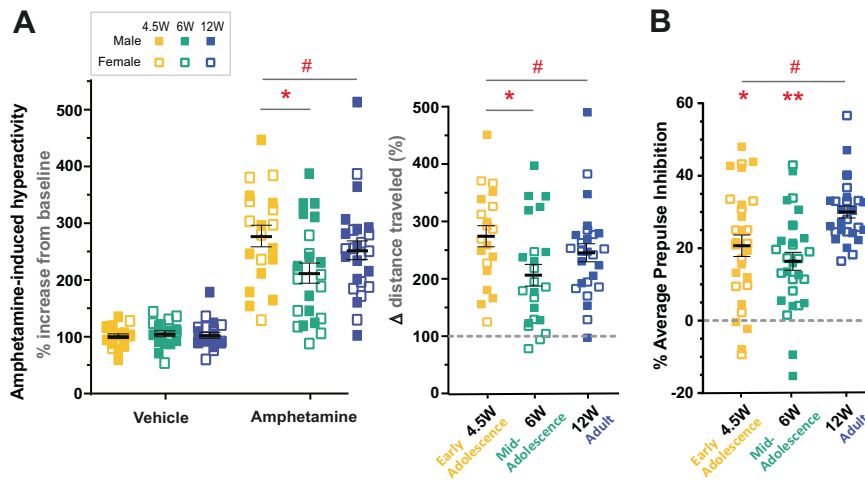 A
4.5W 6W 12W
Male
Female
Amphetamine-induced hyperactivity
% increase from baseline
500
400
300
200
100
0
#
*
Vehicle
Amphetamine
Δ distance traveled (%)
500
400
300
200
100
0
#
*
4.5W
Early
Adolescence
6W
Mid-
Adolescence
12W
Adult
B
% Average Prepulse Inhibition
60
40
20
0
-20
#
* **
4.5W
Early
Adolescence
6W
Mid-
Adolescence
12W
Adult